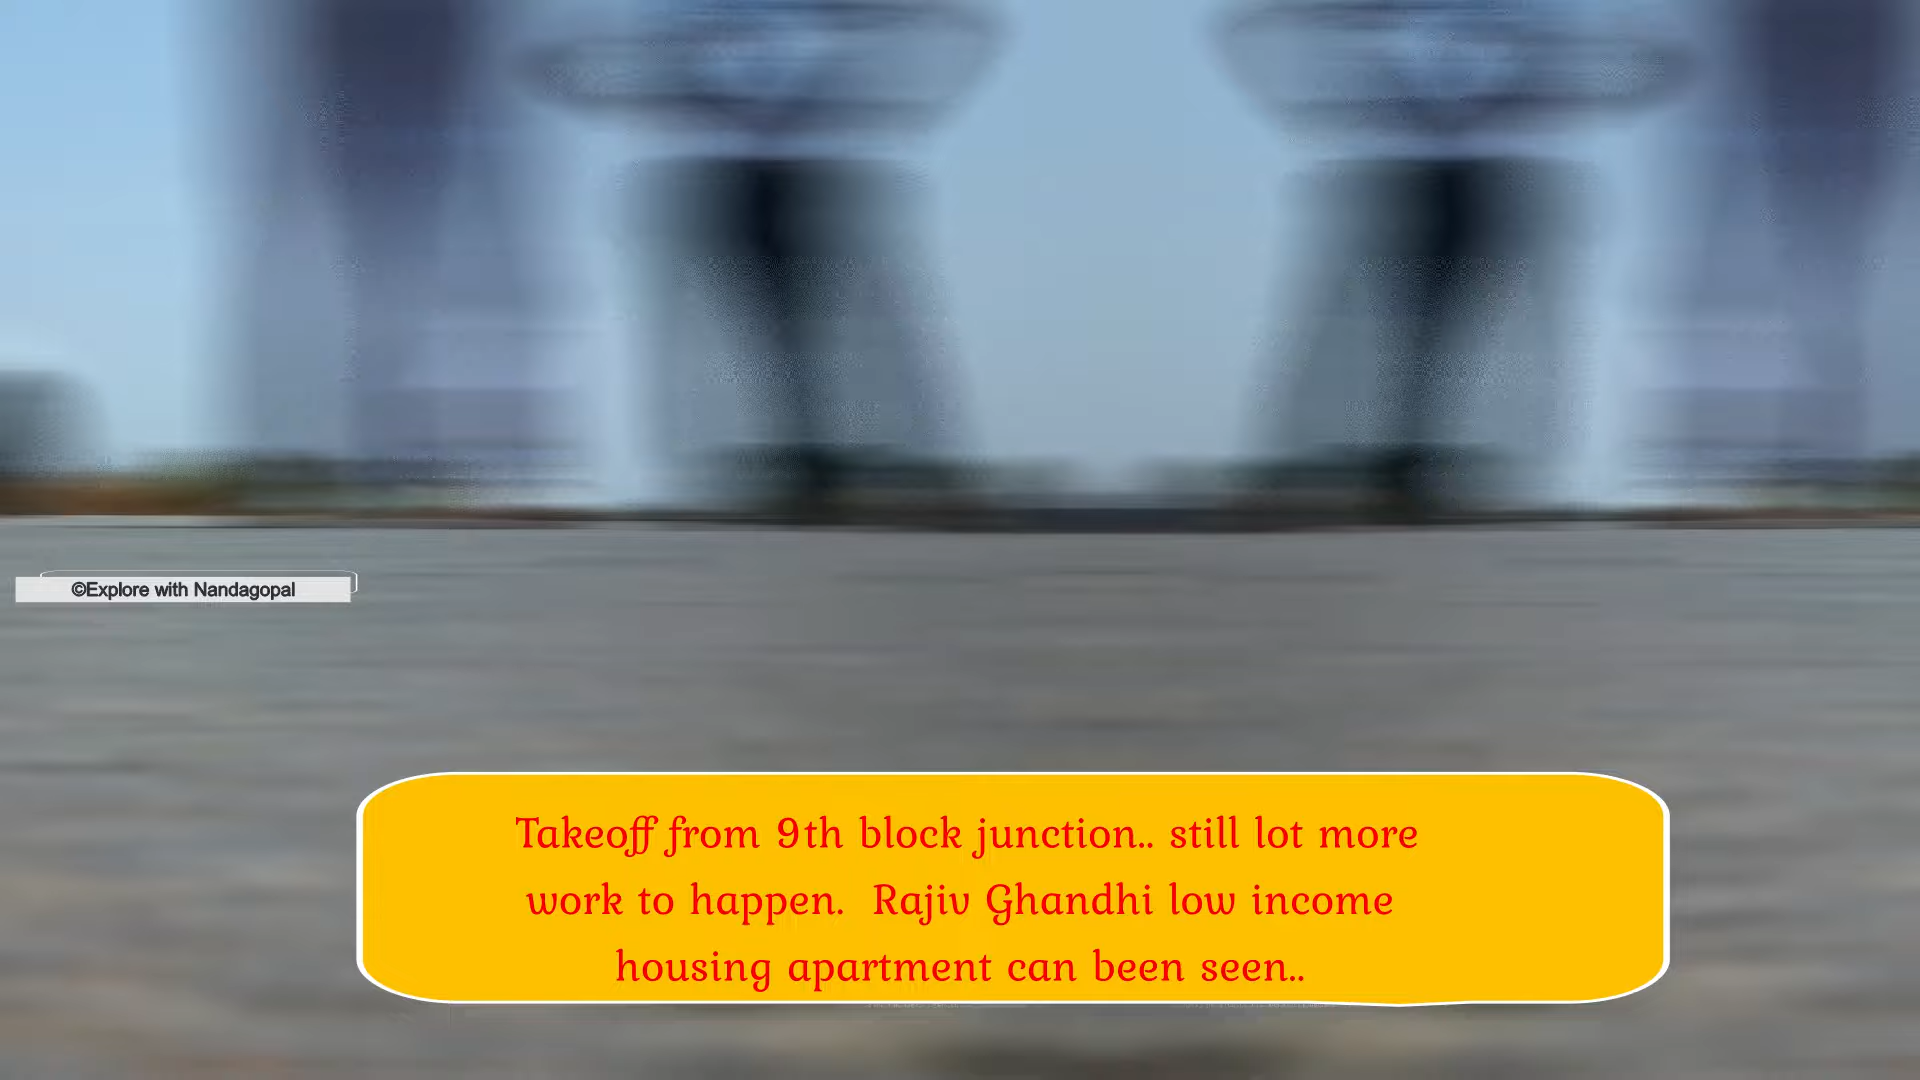 ©Explore with Nandagopal
Takeoff from 9th block junction.. still lot more
work to happen.  Rajiv Ghandhi low income
housing apartment can been seen..